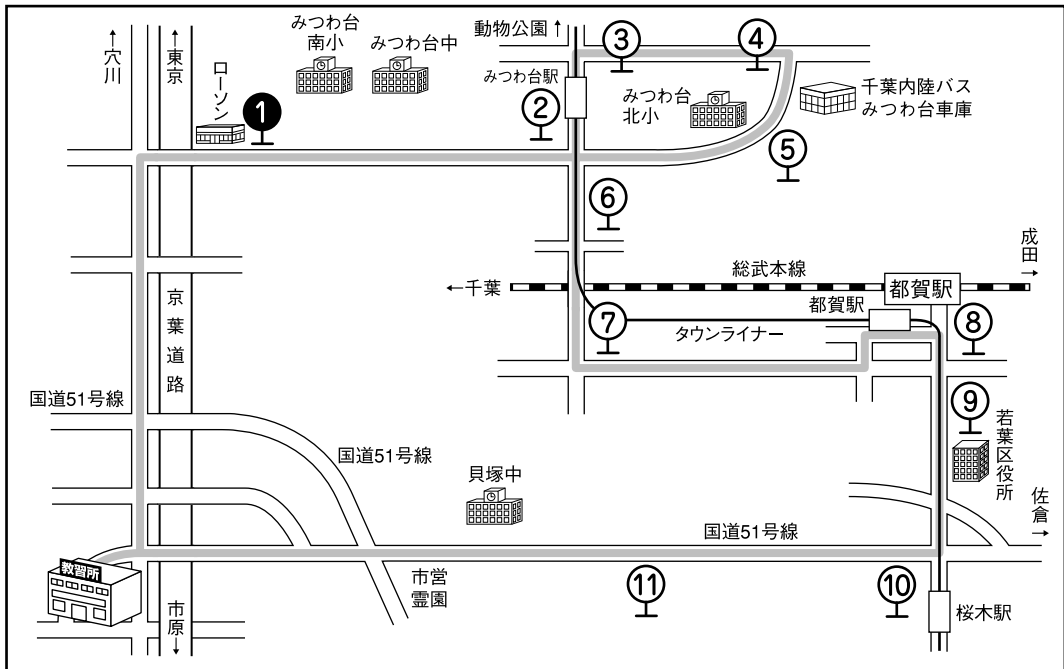 ←穴川
←東京
ローソン
みつわ台
南小
みつわ台中
動物公園↑
みつわ台駅
みつわ台
北小
千葉内陸バス
みつわ台車庫
1
2
3
4
5
6
7
8
9
10
11
成田→
←千葉
総武本線
都賀駅
都賀駅
タウンライナー
京葉道路
国道51号線
国道51号線
貝塚中
若葉区役所
佐倉→
国道51号線
教習所
市営
霊園
市原→
桜木駅